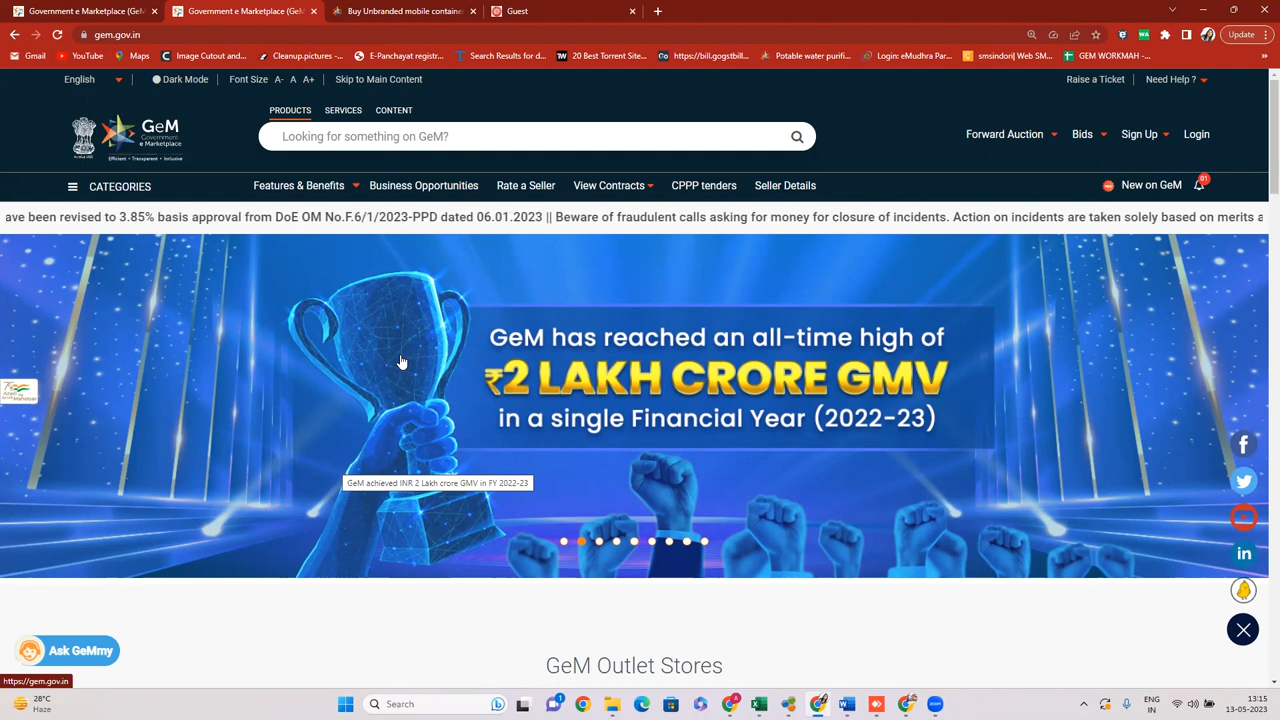 Government e Marketplace (GeM
Government e Marketplace (GeM
Buy Unbranded mobile containe
Guest
gem.gov.in
Update
Gmail
YouTube
Maps
Image Cutout and...
Cleanup.pictures -...
E-Panchayat registr...
Search Results for d...
20 Best Torrent Site...
https://bill.gogstbill...
Potable water purifi...
Login: eMudhra Par...
smsindori| Web SM...
GEM WORKMAH -...
English
Dark Mode
Font Size A- A A+
Skip to Main Content
Raise a Ticket
Need Help ?
PRODUCTS SERVICES CONTENT
GeM
Government
e Marketplace
Efficient • Transparent • Inclusive
Looking for something on GeM?
Forward Auction
Bids
Sign Up
Login
CATEGORIES
Features & Benefits
Business Opportunities
Rate a Seller
View Contracts
CPPP tenders
Seller Details
New on GeM
01
ave been revised to 3.85% basis approval from DoE OM No.F.6/1/2023-PPD dated 06.01.2023 || Beware of fraudulent calls asking for money for closure of incidents. Action on incidents are taken solely based on merits a
GeM has reached an all-time high of
₹2 LAKH CRORE GMV
in a single Financial Year (2022-23)
GeM achieved INR 2 Lakh crore GMV in FY 2022-23
Ask GeMmy
GeM Outlet Stores
https://gem.gov.in
28°C
Haze
Search
1
ENG
IN
13:15
13-05-2023